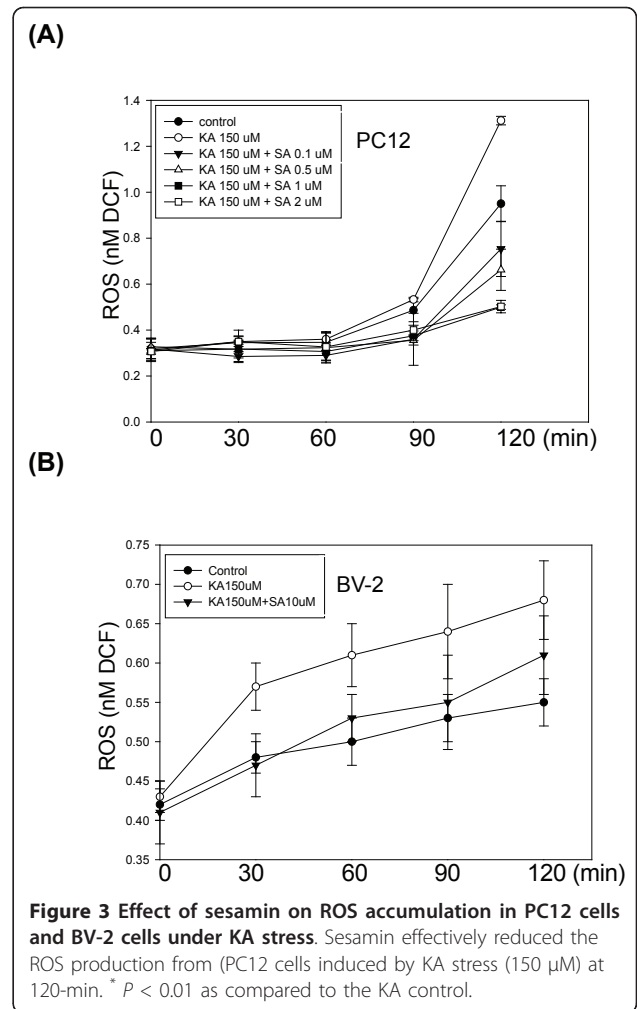 (A)
1.4
1.2
1.0
0.8
0.6
0.4
0.2
0.0
ROS (nM DCF)
control
KA 150 uM
KA 150 uM + SA 0.1 uM
KA 150 uM + SA 0.5 uM
KA 150 uM + SA 1 uM
KA 150 uM + SA 2 uM
PC12
0 30 60 90 120 (min)
(B)
0.75
0.70
0.65
0.60
0.55
0.50
0.45
0.40
0.35
ROS (nM DCF)
Control
KA150uM
KA150uM+SA10uM
BV-2
0 30 60 90 120 (min)
Figure 3 Effect of sesamin on ROS accumulation in PC12 cells
and BV-2 cells under KA stress. Sesamin effectively reduced the
ROS production from (PC12 cells induced by KA stress (150 μM) at
120-min. * P < 0.01 as compared to the KA control.